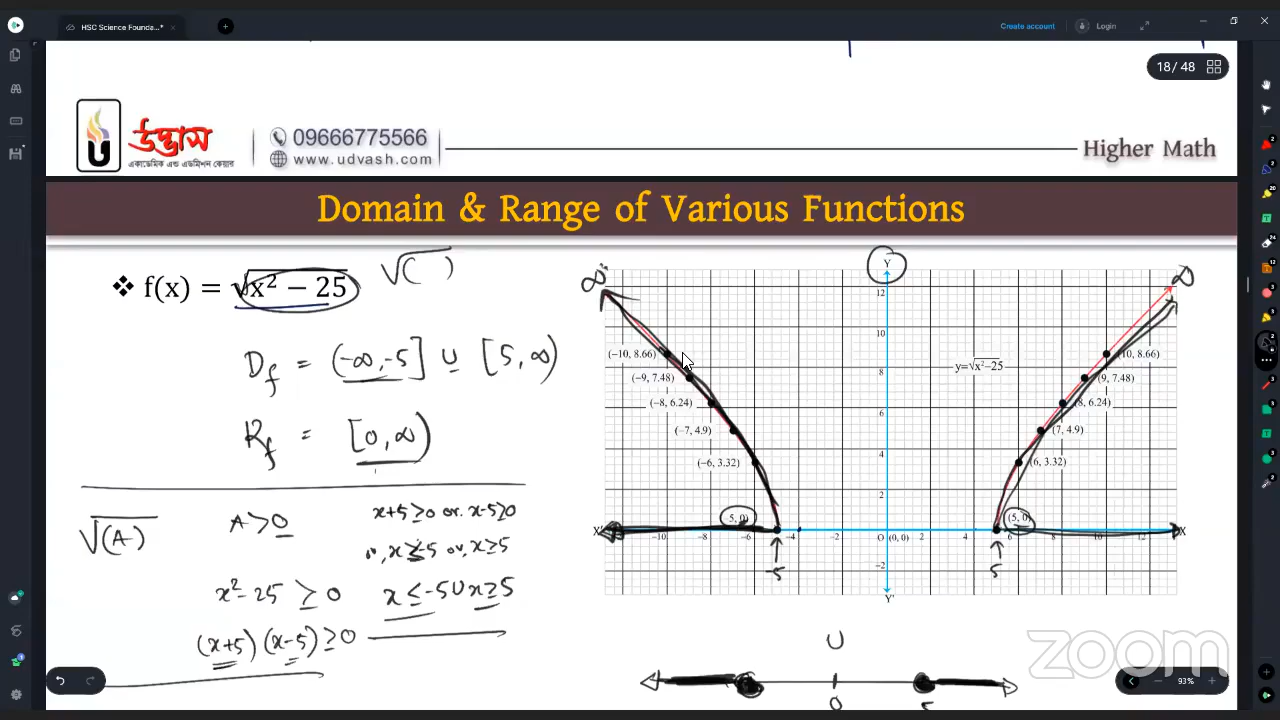 HSC Science Founda...*
Create account
Login
18 / 48
U
উদ্ভাস
একাডেমিক এন্ড এডমিশন কেয়ার
09666775566
www.udvash.com
Higher Math
Domain & Range of Various Functions
❖ f(x) = √x² − 25
√( )
D_f = (-∞, -5] ∪ [5, ∞)
R_f = [0, ∞)
√(A)
A>0
x+5≥0 or. x-5≥0
x≥5 or, x≥5
x²-25 ≥ 0
x≤-5 ∪ x≥5
(x+5) (x-5) ≥0
Y
∞
∞
12
10
8
6
4
2
−2
(−10, 8.66)
(−9, 7.48)
(−8, 6.24)
(−7, 4.9)
(−6, 3.32)
5, 0)
y=√x²−25
(10, 8.66)
(9, 7.48)
(8, 6.24)
(7, 4.9)
(6, 3.32)
(5, 0)
X' −10 −8 −6 −4 −2 O (0, 0) 2 4 6 8 10 12 X
-5
5
Y'
∪
0
zoom
93%